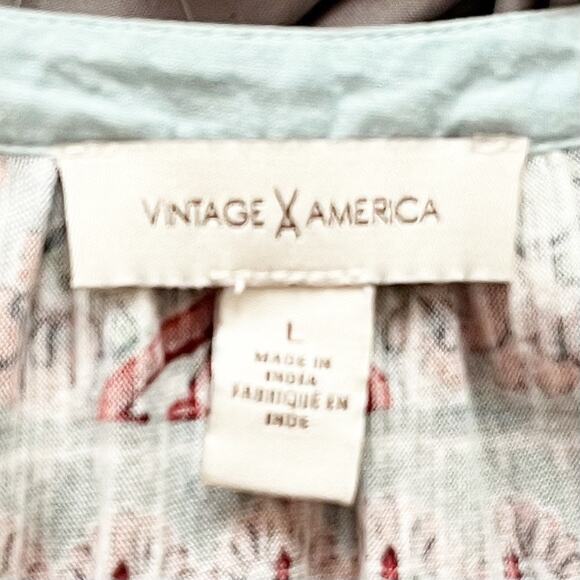 VINTAGE AMERICA
L
MADE IN
INDIA
FABRIQUÉ EN
INDE